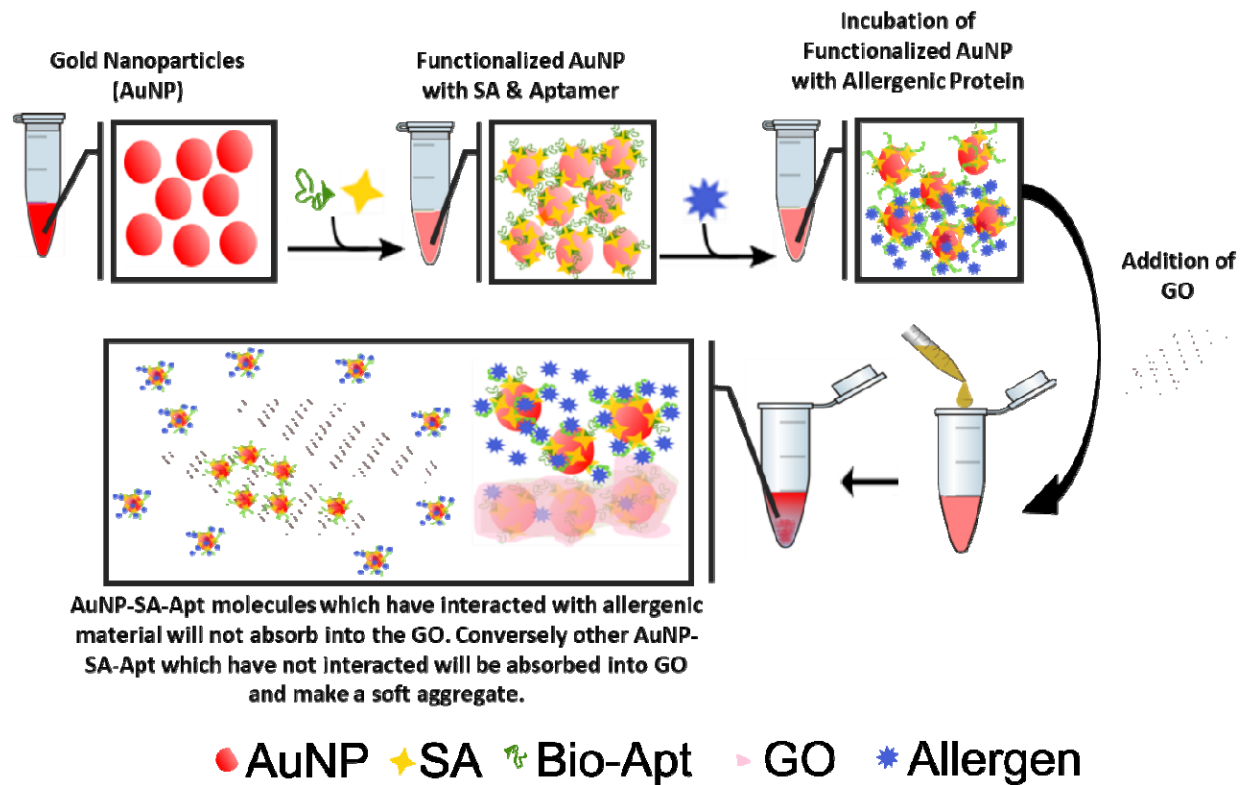 Gold Nanoparticles
(AuNP)
Functionalized AuNP
with SA & Aptamer
Incubation of
Functionalized AuNP
with Allergenic Protein
Addition of
GO
AuNP-SA-Apt molecules which have interacted with allergenic
material will not absorb into the GO. Conversely other AuNP-
SA-Apt which have not interacted will be absorbed into GO
and make a soft aggregate.
AuNP SA Bio-Apt GO Allergen